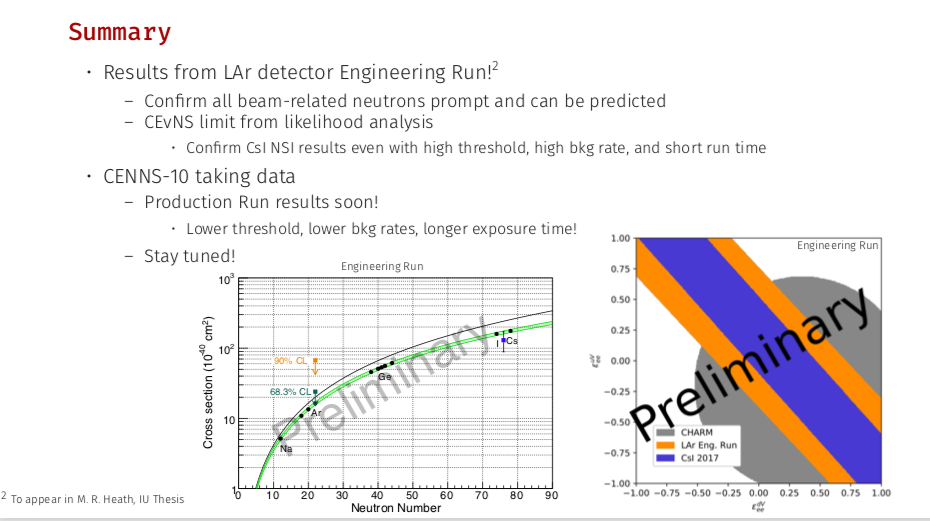 Summary
· Results from LAr detector Engineering Run!2
– Confirm all beam-related neutrons prompt and can be predicted
– CEvNS limit from likelihood analysis
· Confirm CsI NSI results even with high threshold, high bkg rate, and short run time
· CENNS-10 taking data
– Production Run results soon!
· Lower threshold, lower bkg rates, longer exposure time!
– Stay tuned!
Engineering Run
10³
10²
10
1
Cross section (10⁻⁴⁰ cm²)
90% CL
68.3% CL
Na
Ar
Ge
I
Cs
Preliminary
0 10 20 30 40 50 60 70 80 90
Neutron Number
Engineering Run
1.00
0.75
0.50
0.25
0.00
−0.25
−0.50
−0.75
−1.00
εᵤⱽₑₑ
Preliminary
CHARM
LAr Eng. Run
CsI 2017
−1.00 −0.75 −0.50 −0.25 0.00 0.25 0.50 0.75 1.00
ε^{dV}_{ee}
2 To appear in M. R. Heath, IU Thesis